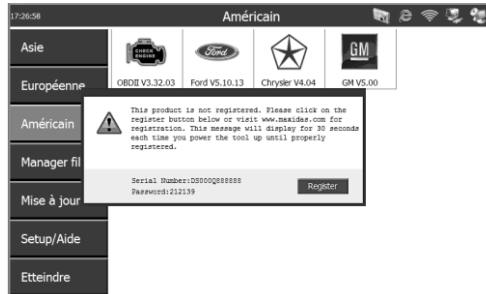 17:26:58
Américain
Asie
Européenne
Américain
Manager fil
Mise à jour
Setup/Aide
Etteindre
CHECK
ENGINE
Ford
GM
OBDII V3.32.03
Ford V5.10.13
Chrysler V4.04
GM V5.00
This product is not registered. Please click on the
register button below or visit www.maxidas.com for
registration. This message will display for 30 seconds
each time you power the tool up until properly
registered.
Serial Number:DS000Q888888
Password:212139
Register